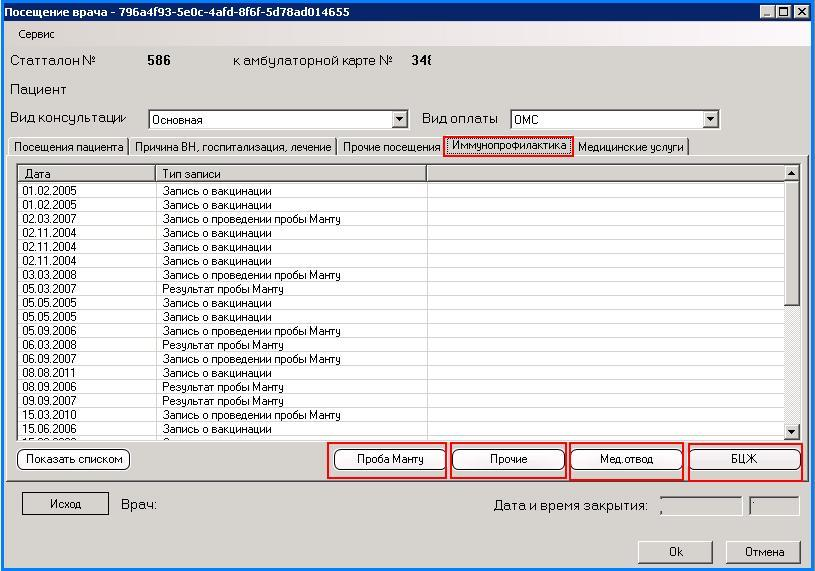 Посещение врача - 796a4f93-5e0c-4afd-8f6f-5d78ad014655
Сервис
Статталон № 586 к амбулаторной карте №
Пациент
Вид консультации Основная Вид оплаты ОМС
Посещения пациента Причина ВН, госпитализация, лечение Прочие посещения Иммунопрофилактика Медицинские услуги
Дата Тип записи
01.02.2005 Запись о вакцинации
01.02.2005 Запись о вакцинации
02.03.2007 Запись о проведении пробы Манту
02.11.2004 Запись о вакцинации
02.11.2004 Запись о вакцинации
02.11.2004 Запись о вакцинации
03.03.2008 Запись о проведении пробы Манту
05.03.2007 Результат пробы Манту
05.05.2005 Запись о вакцинации
05.05.2005 Запись о вакцинации
05.09.2006 Запись о проведении пробы Манту
06.03.2008 Результат пробы Манту
06.09.2007 Запись о проведении пробы Манту
08.08.2011 Запись о вакцинации
08.09.2006 Результат пробы Манту
09.09.2007 Результат пробы Манту
15.03.2010 Запись о проведении пробы Манту
15.06.2006 Запись о вакцинации
Показать списком Проба Манту Прочие Мед.отвод БЦЖ
Исход Врач: Дата и время закрытия:
Ok Отмена